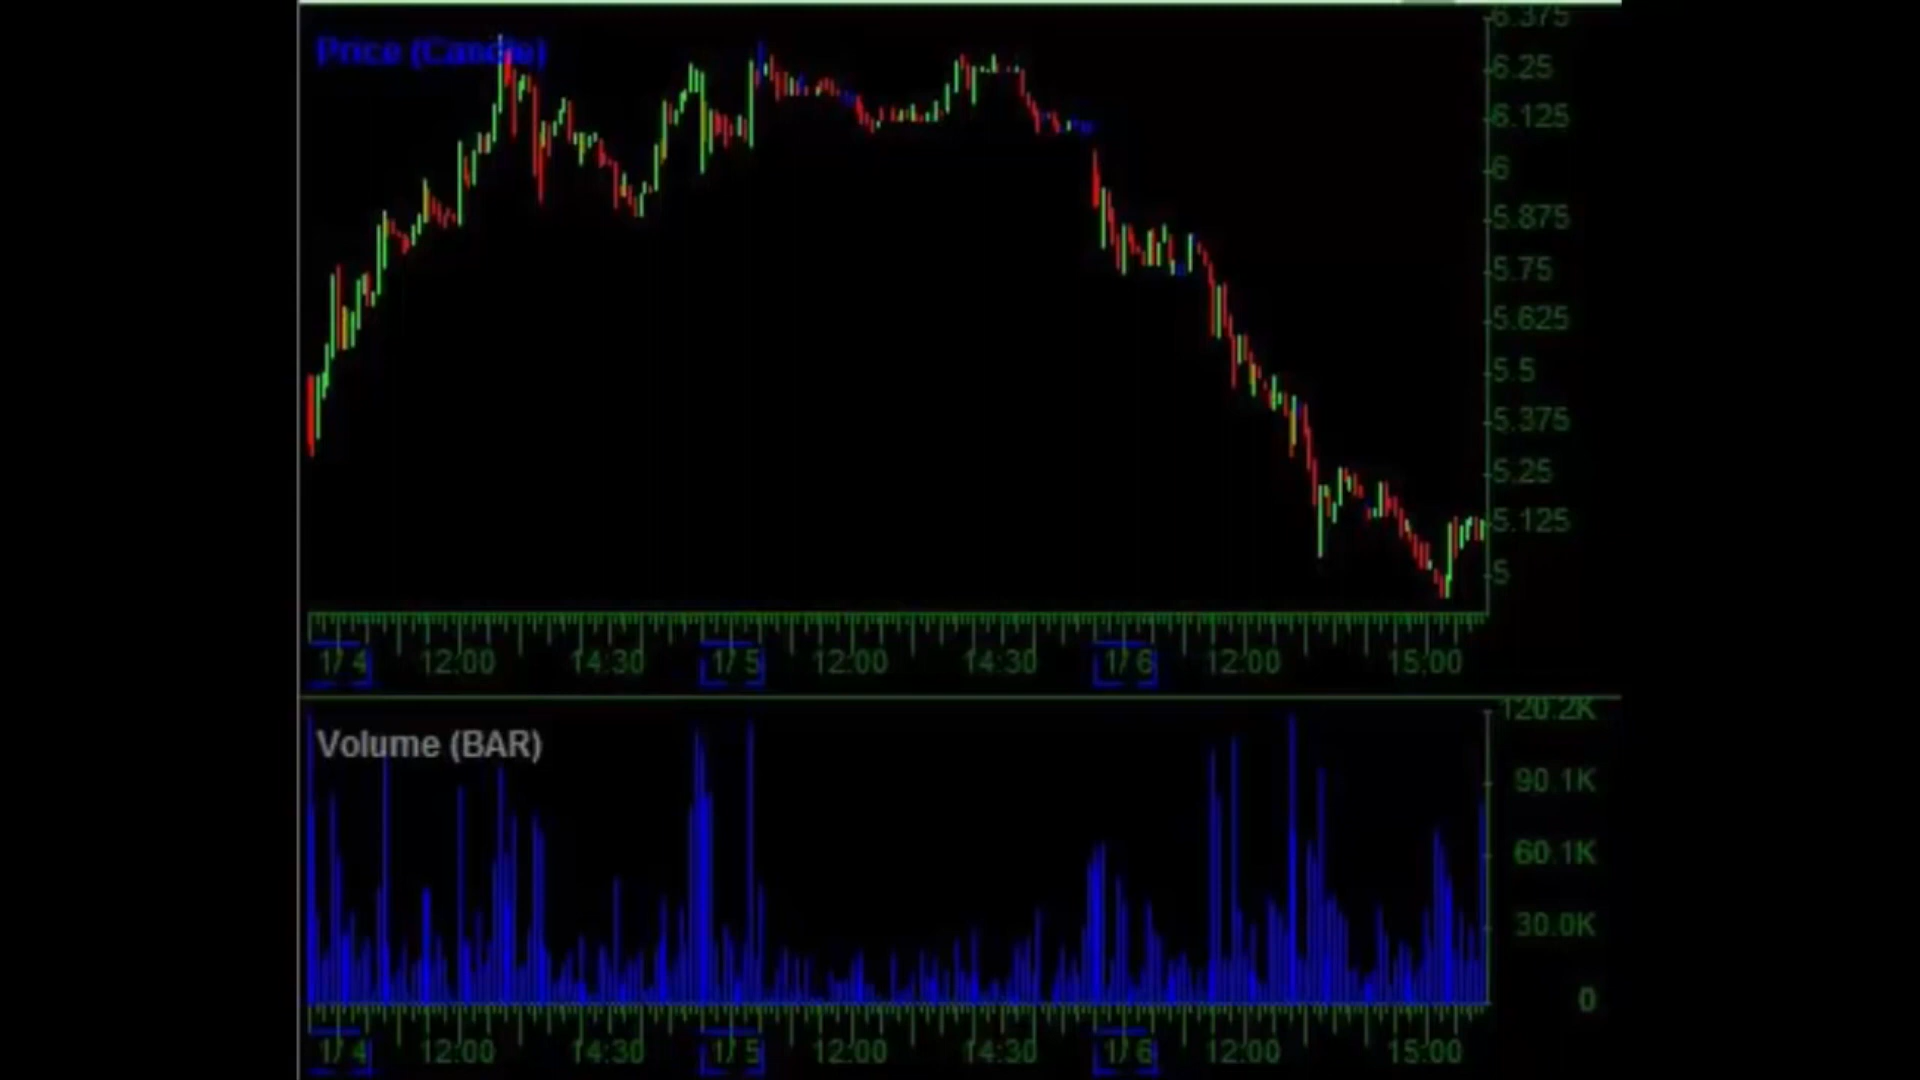 Price (Candle)
6.375
6.25
6.125
6
5.875
5.75
5.625
5.5
5.375
5.25
5.125
5
1/ 4 12:00 14:30 1/ 5 12:00 14:30 1/ 6 12:00 15:00
Volume (BAR)
120.2K
90.1K
60.1K
30.0K
0
1/ 4 12:00 14:30 1/ 5 12:00 14:30 1/ 6 12:00 15:00